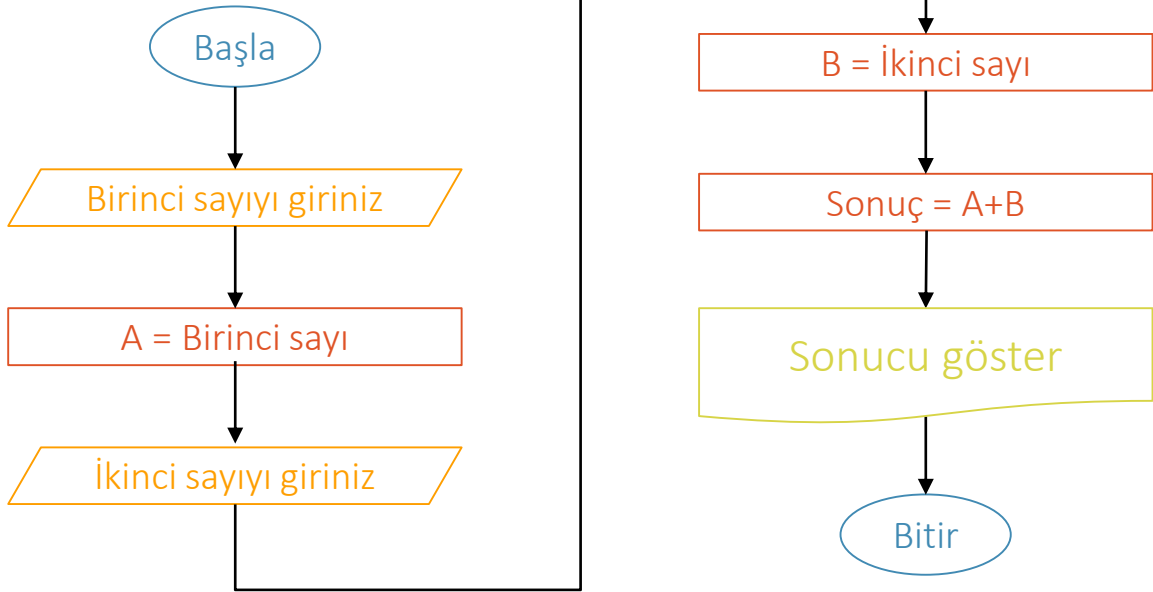 Başla
Birinci sayıyı giriniz
A = Birinci sayı
İkinci sayıyı giriniz
B = İkinci sayı
Sonuç = A+B
Sonucu göster
Bitir